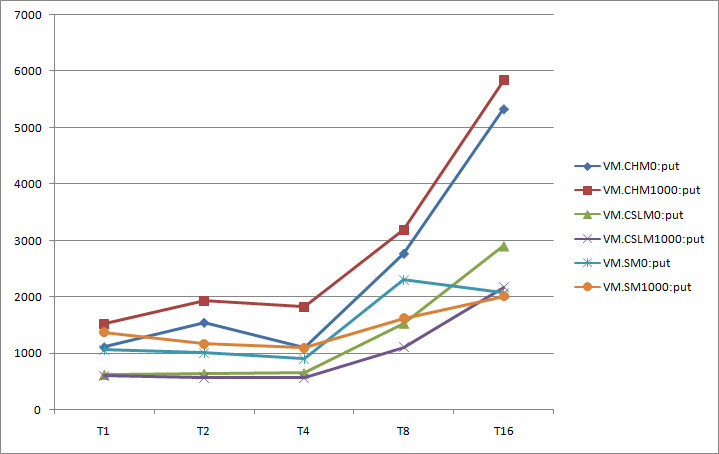 7000
6000
5000
4000
3000
2000
1000
0
T1 T2 T4 T8 T16
VM.CHM0:put
VM.CHM1000:put
VM.CSLM0:put
VM.CSLM1000:put
VM.SM0:put
VM.SM1000:put